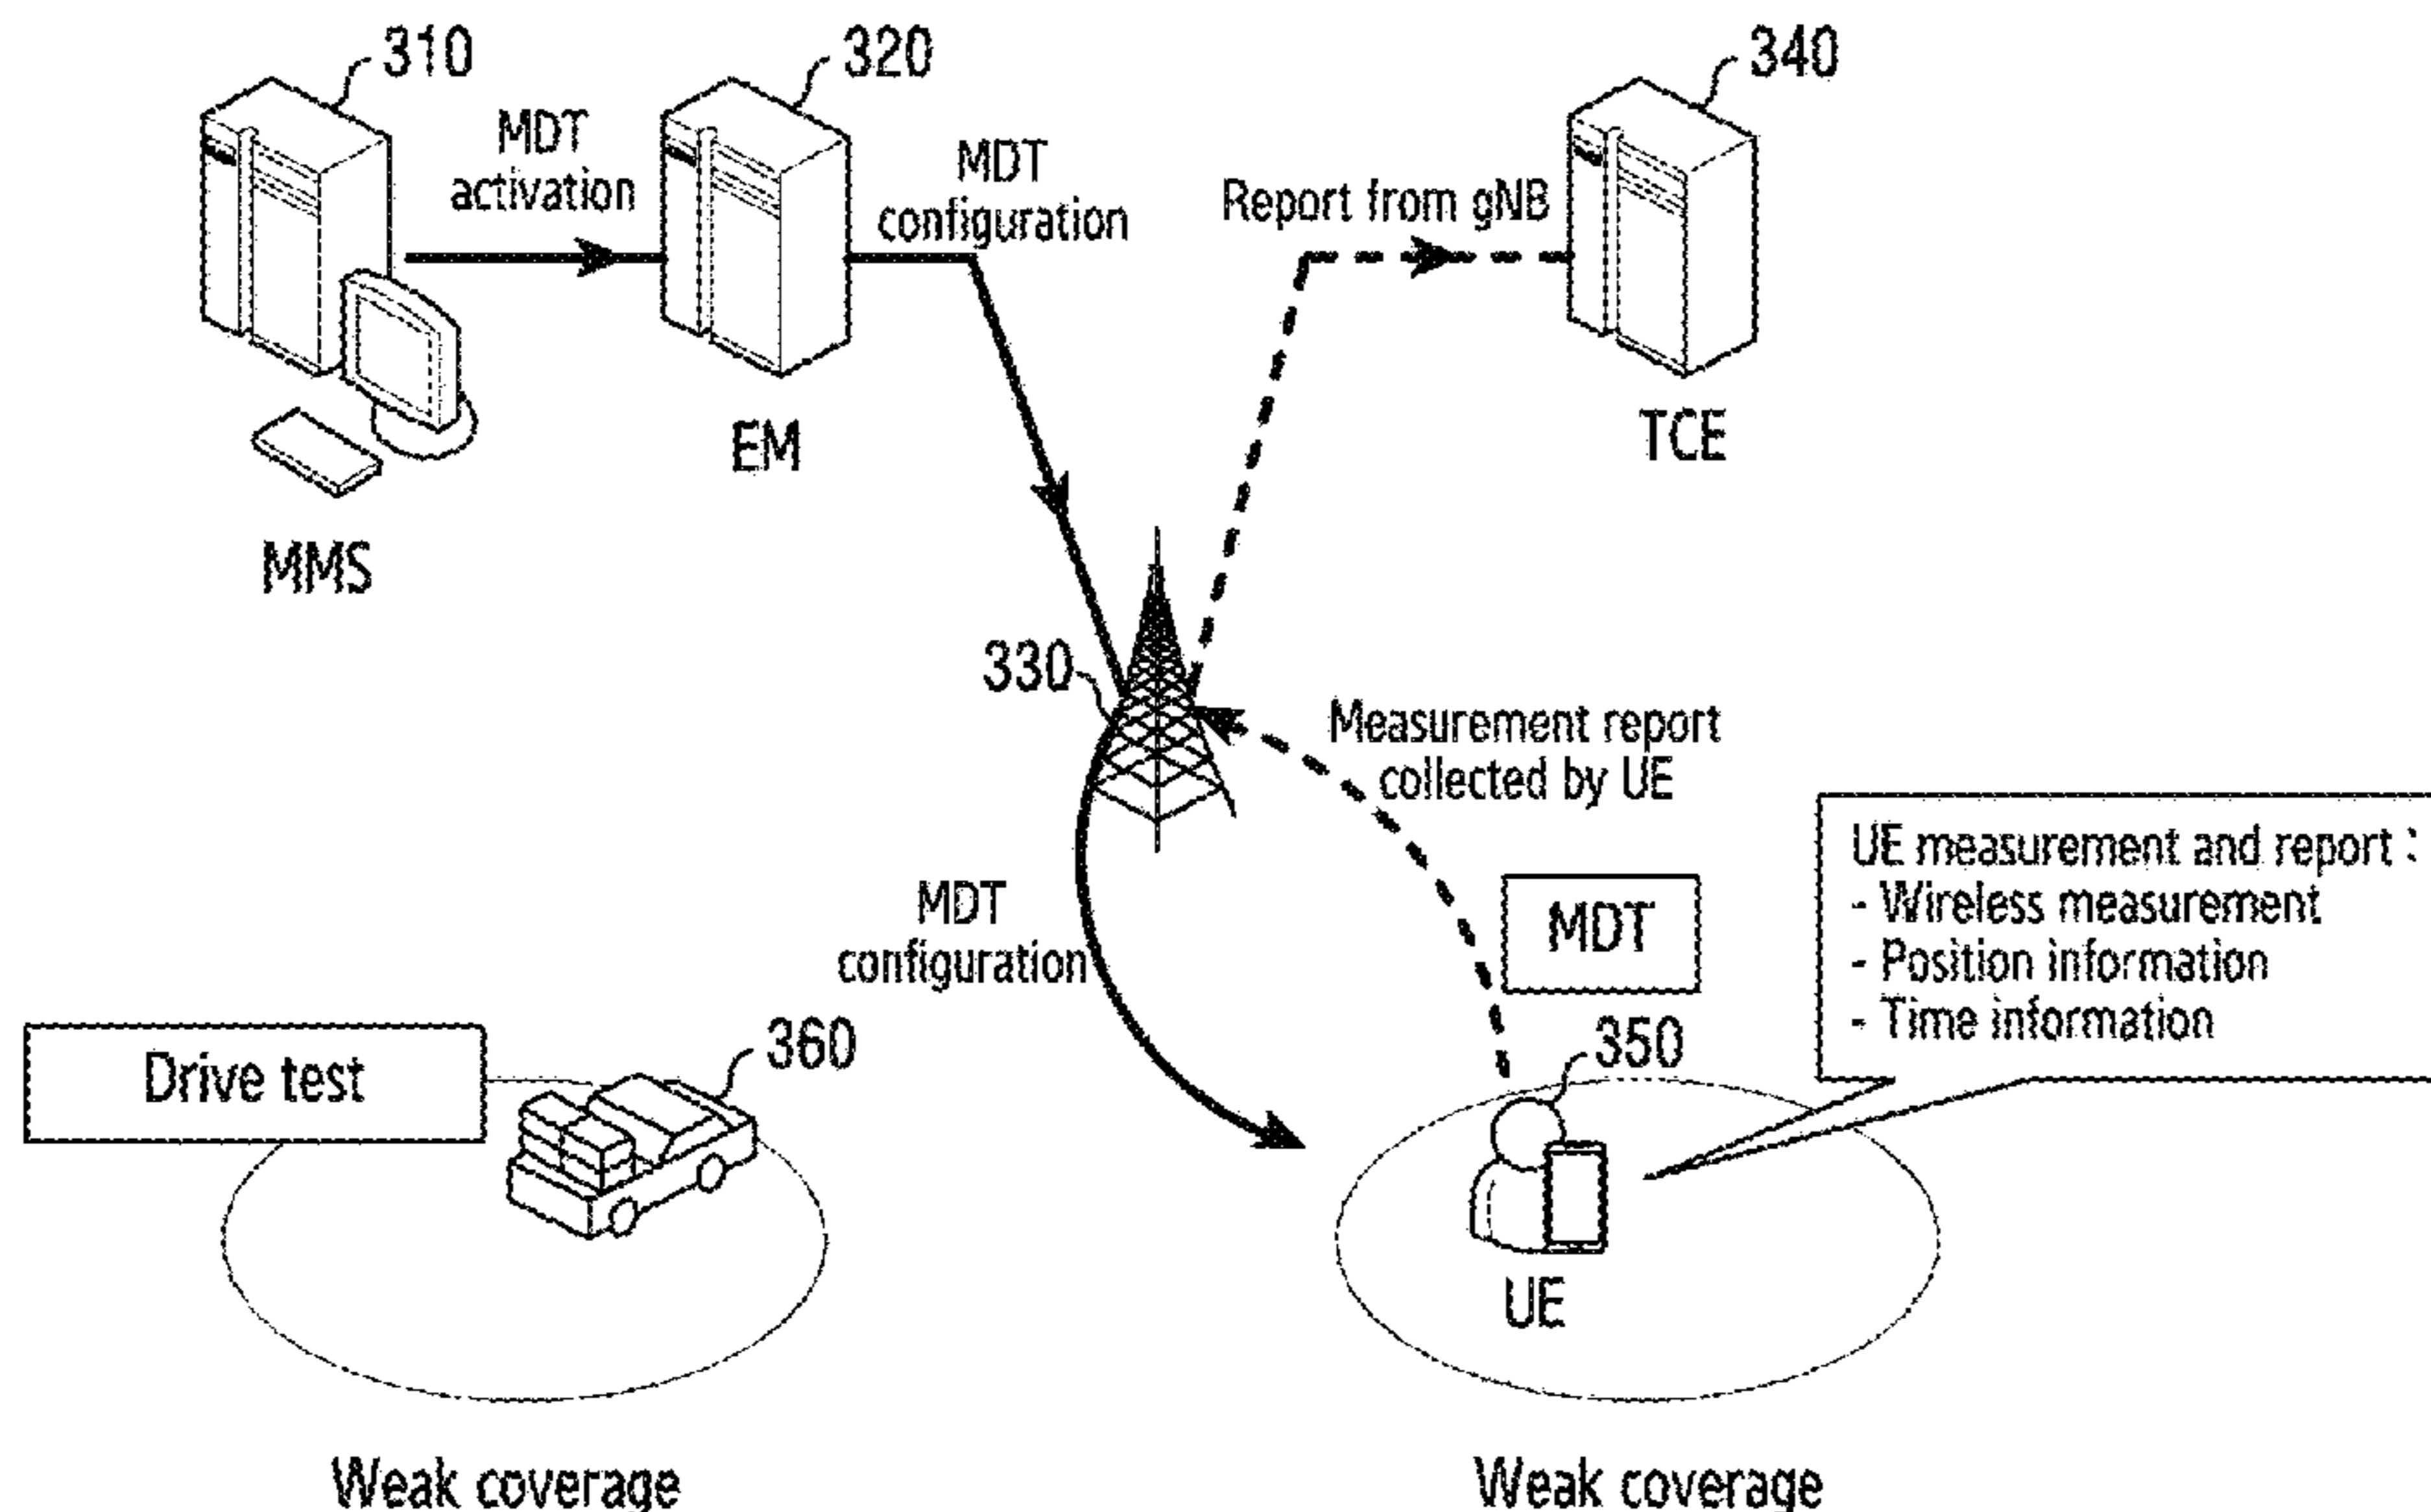 310
320
340
MDT
activation
MDT
configuration
Report from gNB
EM
TCE
MMS
330
Measurement report
collected by UE
UE measurement and report :
- Wireless measurement
- Position information
- Time information
MDT
configuration
MDT
Drive test
360
350
UE
Weak coverage
Weak coverage